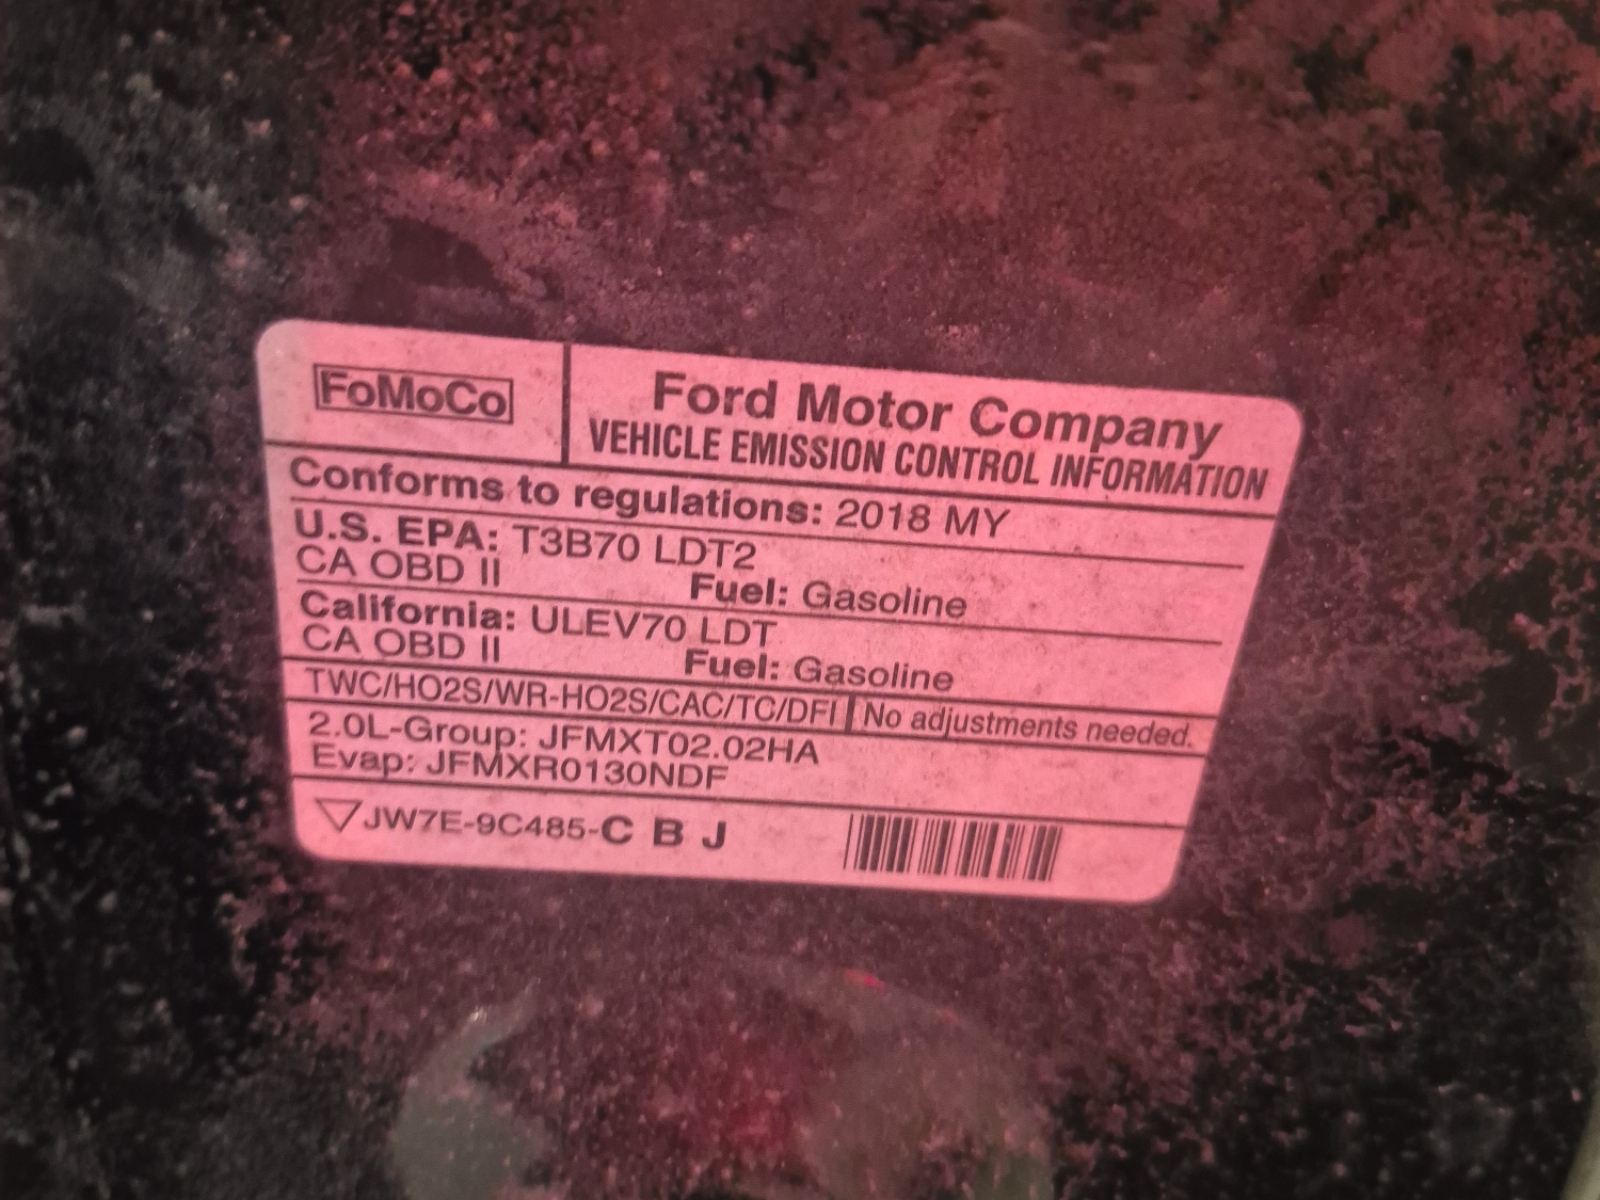 FoMoCo
Ford Motor Company
VEHICLE EMISSION CONTROL INFORMATION
Conforms to regulations: 2018 MY
U.S. EPA: T3B70 LDT2
CA OBD II Fuel: Gasoline
California: ULEV70 LDT
CA OBD II Fuel: Gasoline
TWC/HO2S/WR-HO2S/CAC/TC/DFI No adjustments needed.
2.0L-Group: JFMXT02.02HA
Evap: JFMXR0130NDF
JW7E-9C485-C B J